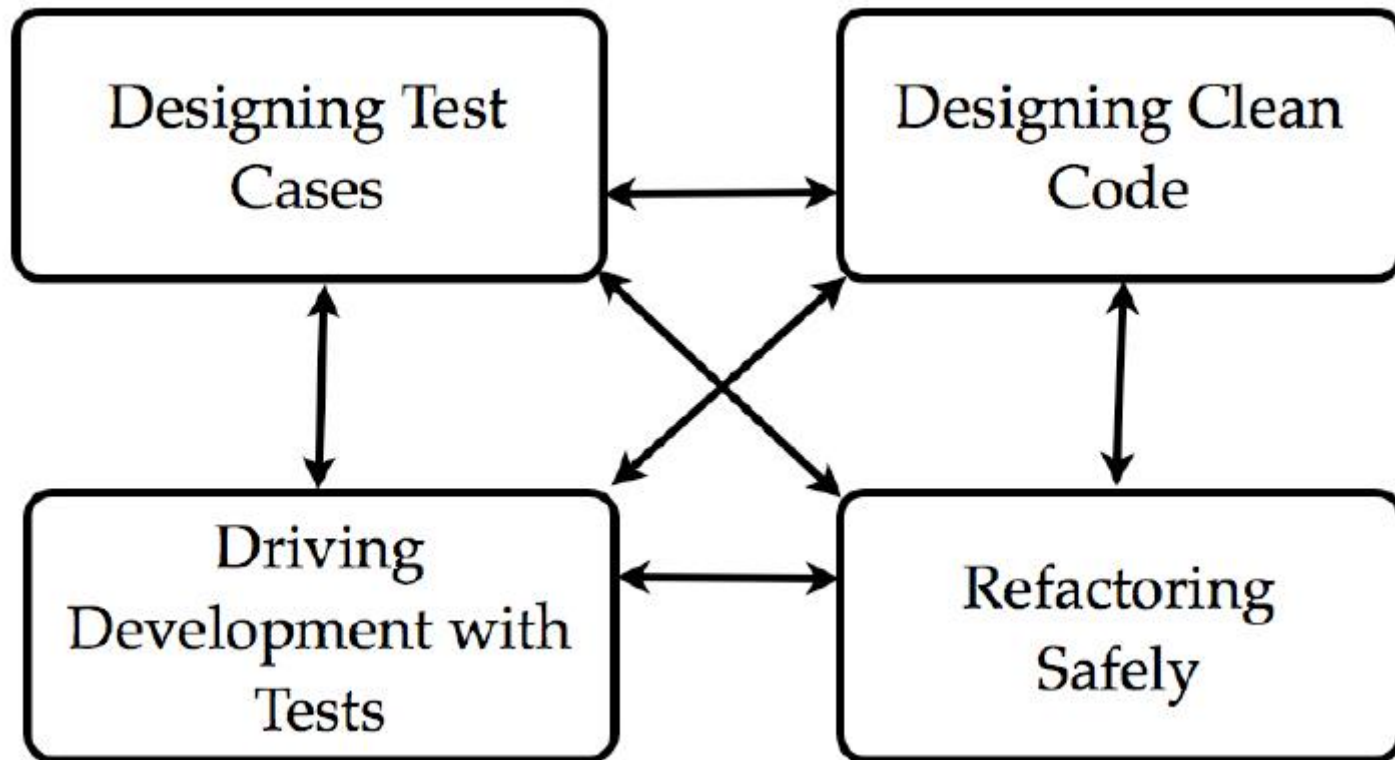 Designing Test
Cases
Designing Clean
Code
Driving
Development with
Tests
Refactoring
Safely